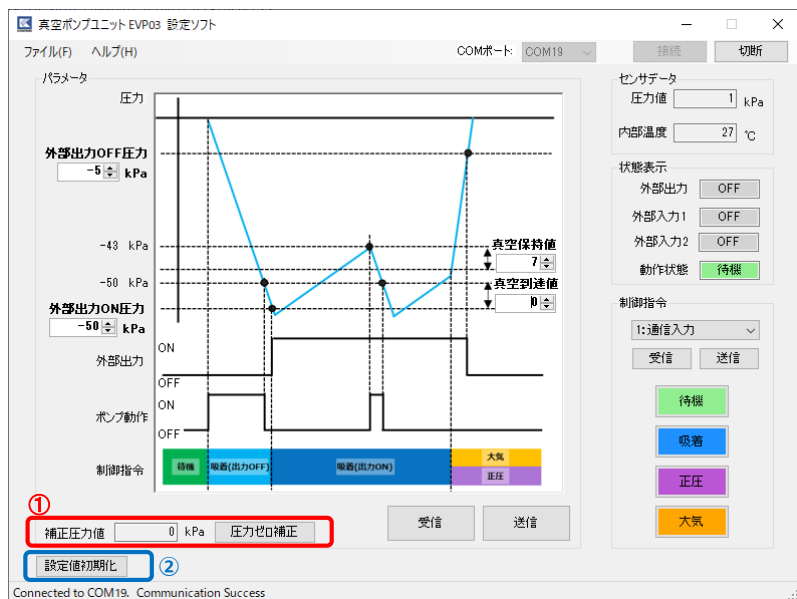 真空ポンプユニット EVP03 設定ソフト
ファイル(F) ヘルプ(H)
COMポート: COM19 接続 切断
パラメータ
圧力
外部出力OFF圧力
-5 kPa
-43 kPa
真空保持値
7
-50 kPa
真空到達値
0
外部出力ON圧力
-50 kPa
外部出力
ON
OFF
ポンプ動作
ON
OFF
制御指令
待機 吸着(出力OFF) 吸着(出力ON) 大気
正圧
①
補正圧力値 0 kPa 圧力ゼロ補正
受信 送信
設定値初期化 ②
センサデータ
圧力値 1 kPa
内部温度 27 ℃
状態表示
外部出力 OFF
外部入力1 OFF
外部入力2 OFF
動作状態 待機
制御指令
1:通信入力
受信 送信
待機
吸着
正圧
大気
Connected to COM19. Communication Success